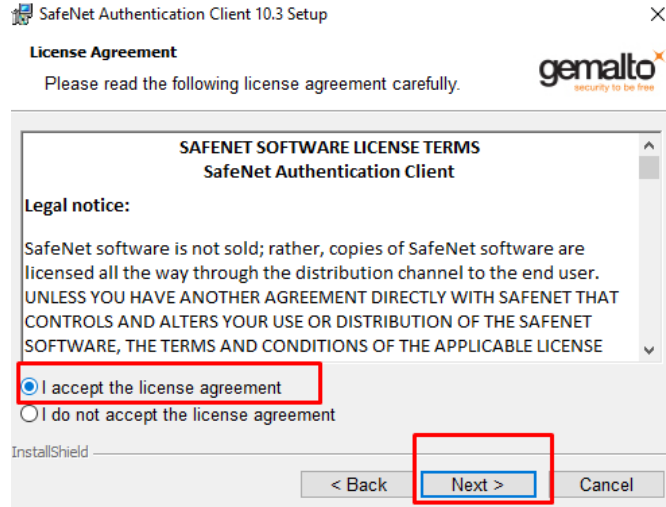 SafeNet Authentication Client 10.3 Setup
License Agreement
Please read the following license agreement carefully.
gemalto
security to be free
SAFENET SOFTWARE LICENSE TERMS
SafeNet Authentication Client
Legal notice:
SafeNet software is not sold; rather, copies of SafeNet software are
licensed all the way through the distribution channel to the end user.
UNLESS YOU HAVE ANOTHER AGREEMENT DIRECTLY WITH SAFENET THAT
CONTROLS AND ALTERS YOUR USE OR DISTRIBUTION OF THE SAFENET
SOFTWARE, THE TERMS AND CONDITIONS OF THE APPLICABLE LICENSE
I accept the license agreement
I do not accept the license agreement
InstallShield
< Back Next > Cancel